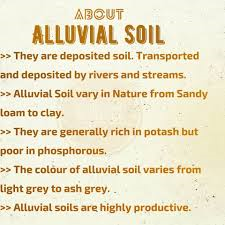 ABOUT
ALLUVIAL SOIL
>> They are deposited soil. Transported
and deposited by rivers and streams.
>> Alluvial Soil vary in Nature from Sandy
loam to clay.
>> They are generally rich in potash but
poor in phosphorous.
>> The colour of alluvial soil varies from
light grey to ash grey.
>> Alluvial soils are highly productive.